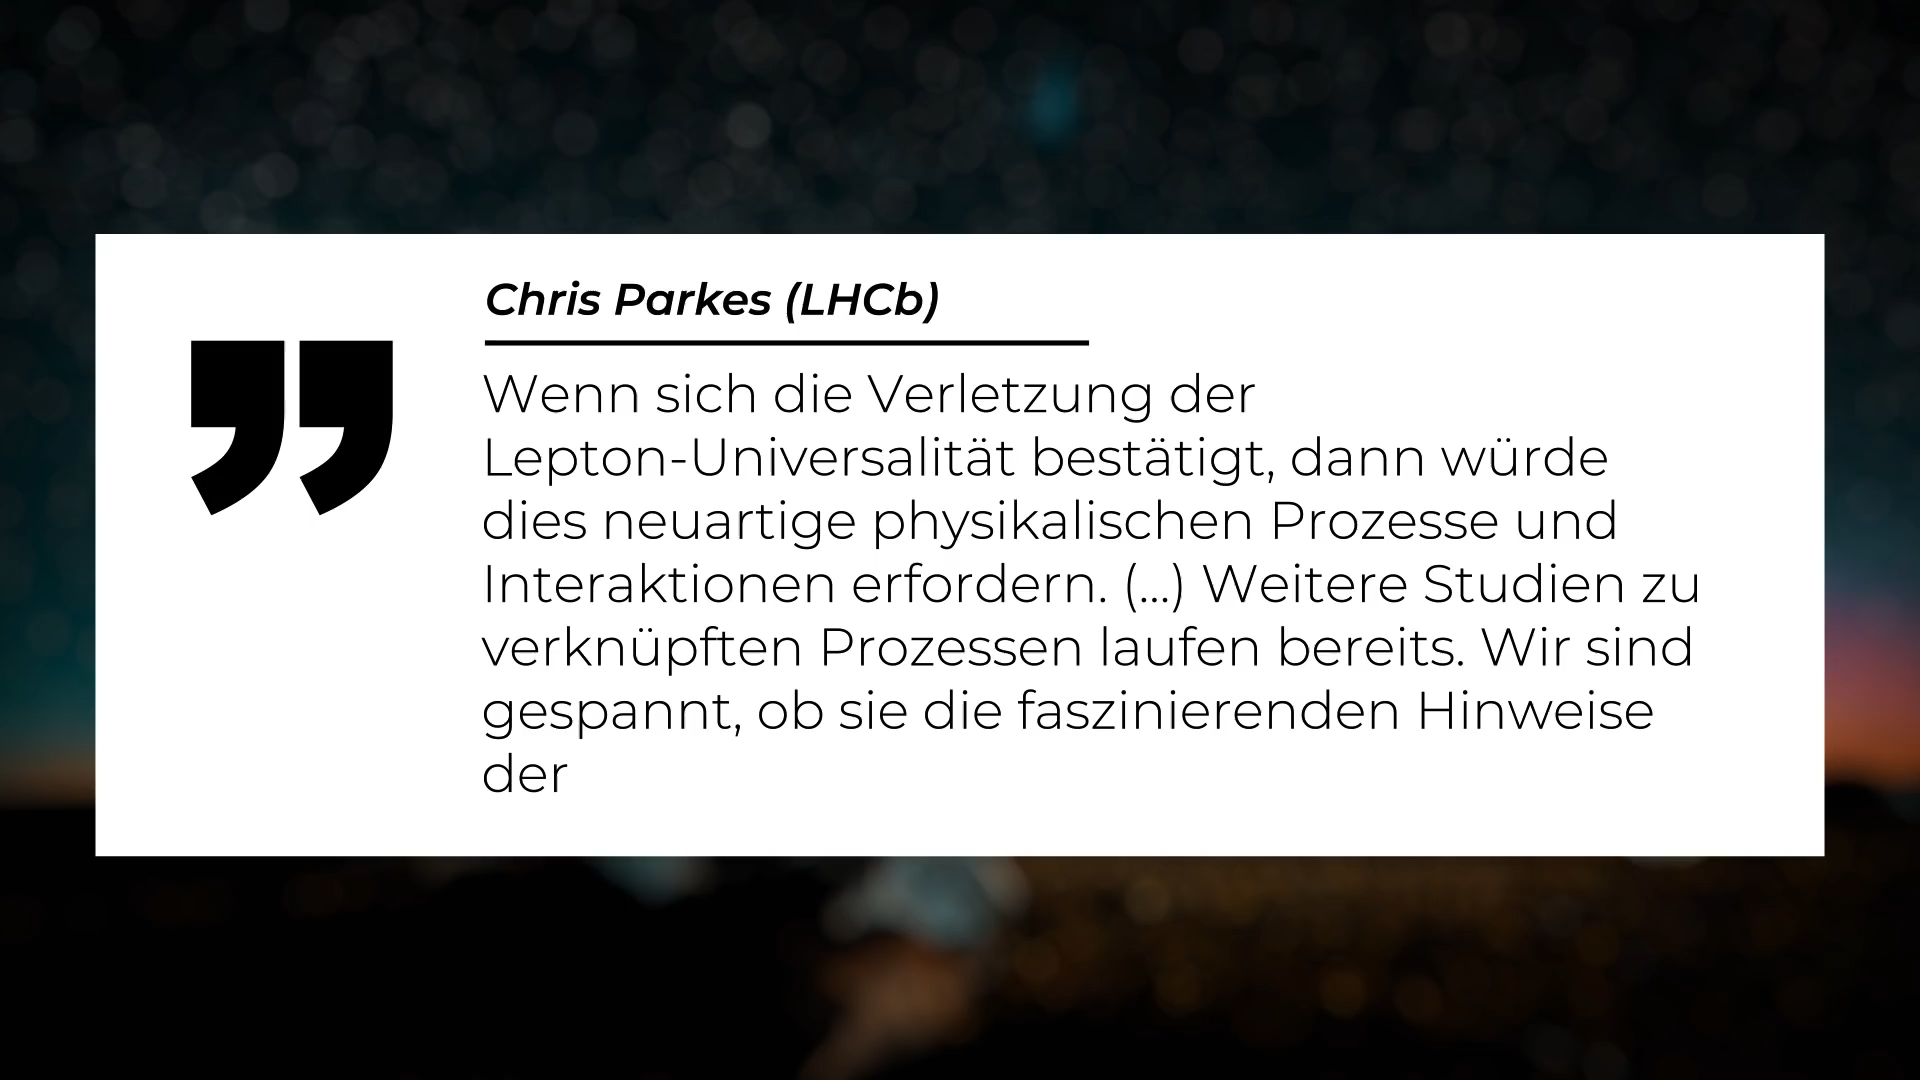 Chris Parkes (LHCb)
Wenn sich die Verletzung der
Lepton-Universalität bestätigt, dann würde
dies neuartige physikalischen Prozesse und
Interaktionen erfordern. (...) Weitere Studien zu
verknüpften Prozessen laufen bereits. Wir sind
gespannt, ob sie die faszinierenden Hinweise
der